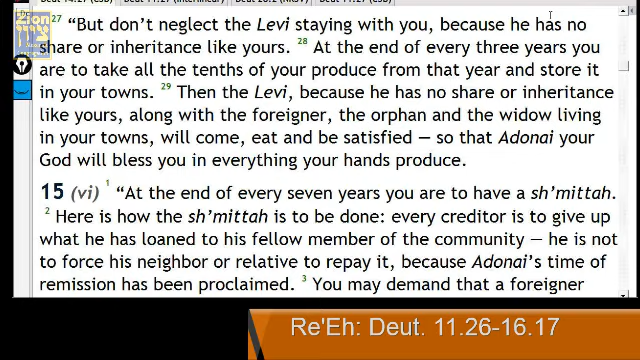 27 "But don't neglect the Levi staying with you, because he has no
share or inheritance like yours. 28 At the end of every three years you
are to take all the tenths of your produce from that year and store it
in your towns. 29 Then the Levi, because he has no share or inheritance
like yours, along with the foreigner, the orphan and the widow living
in your towns, will come, eat and be satisfied — so that Adonai your
God will bless you in everything your hands produce.
15 (vi) 1 "At the end of every seven years you are to have a sh'mittah.
2 Here is how the sh'mittah is to be done: every creditor is to give up
what he has loaned to his fellow member of the community — he is not
to force his neighbor or relative to repay it, because Adonai's time of
remission has been proclaimed. 3 You may demand that a foreigner
Re'Eh: Deut. 11.26-16.17